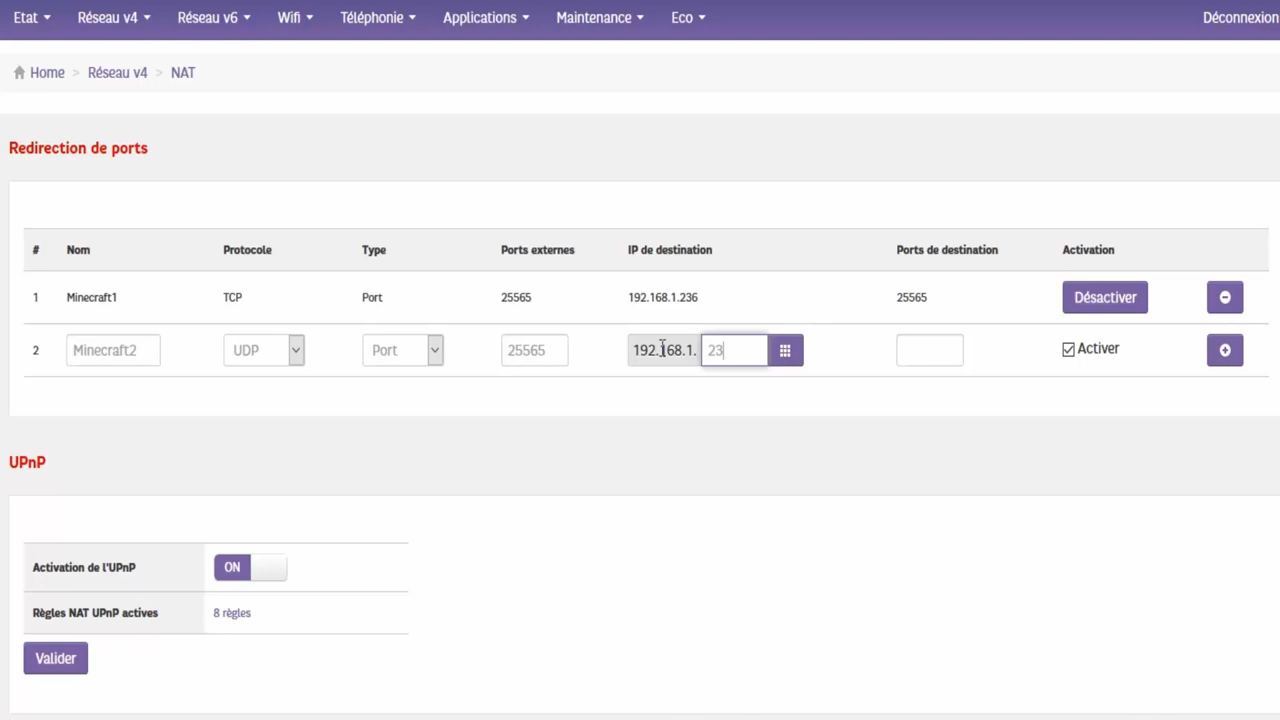 Etat Réseau v4 Réseau v6 Wifi Téléphonie Applications Maintenance Eco Déconnexion
Home > Réseau v4 > NAT
Redirection de ports
# Nom Protocole Type Ports externes IP de destination Ports de destination Activation
1 Minecraft1 TCP Port 25565 192.168.1.236 25565 Désactiver
2 Minecraft2 UDP Port 25565 192.168.1. 23 Activer
UPnP
Activation de l'UPnP ON
Règles NAT UPnP actives 8 règles
Valider